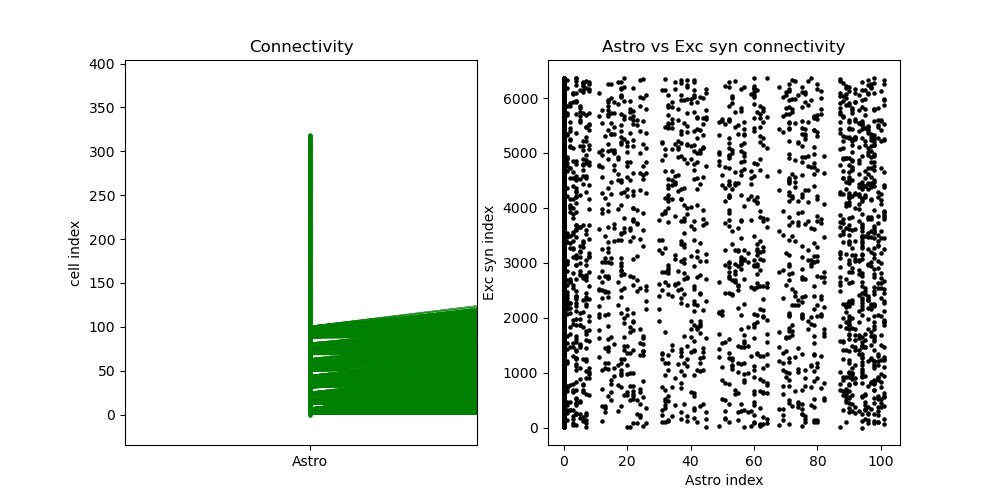 Connectivity
400
350
300
250
200
150
100
50
0
cell index
Astro
Astro vs Exc syn connectivity
6000
5000
4000
3000
2000
1000
0
Exc syn index
0 20 40 60 80 100
Astro index